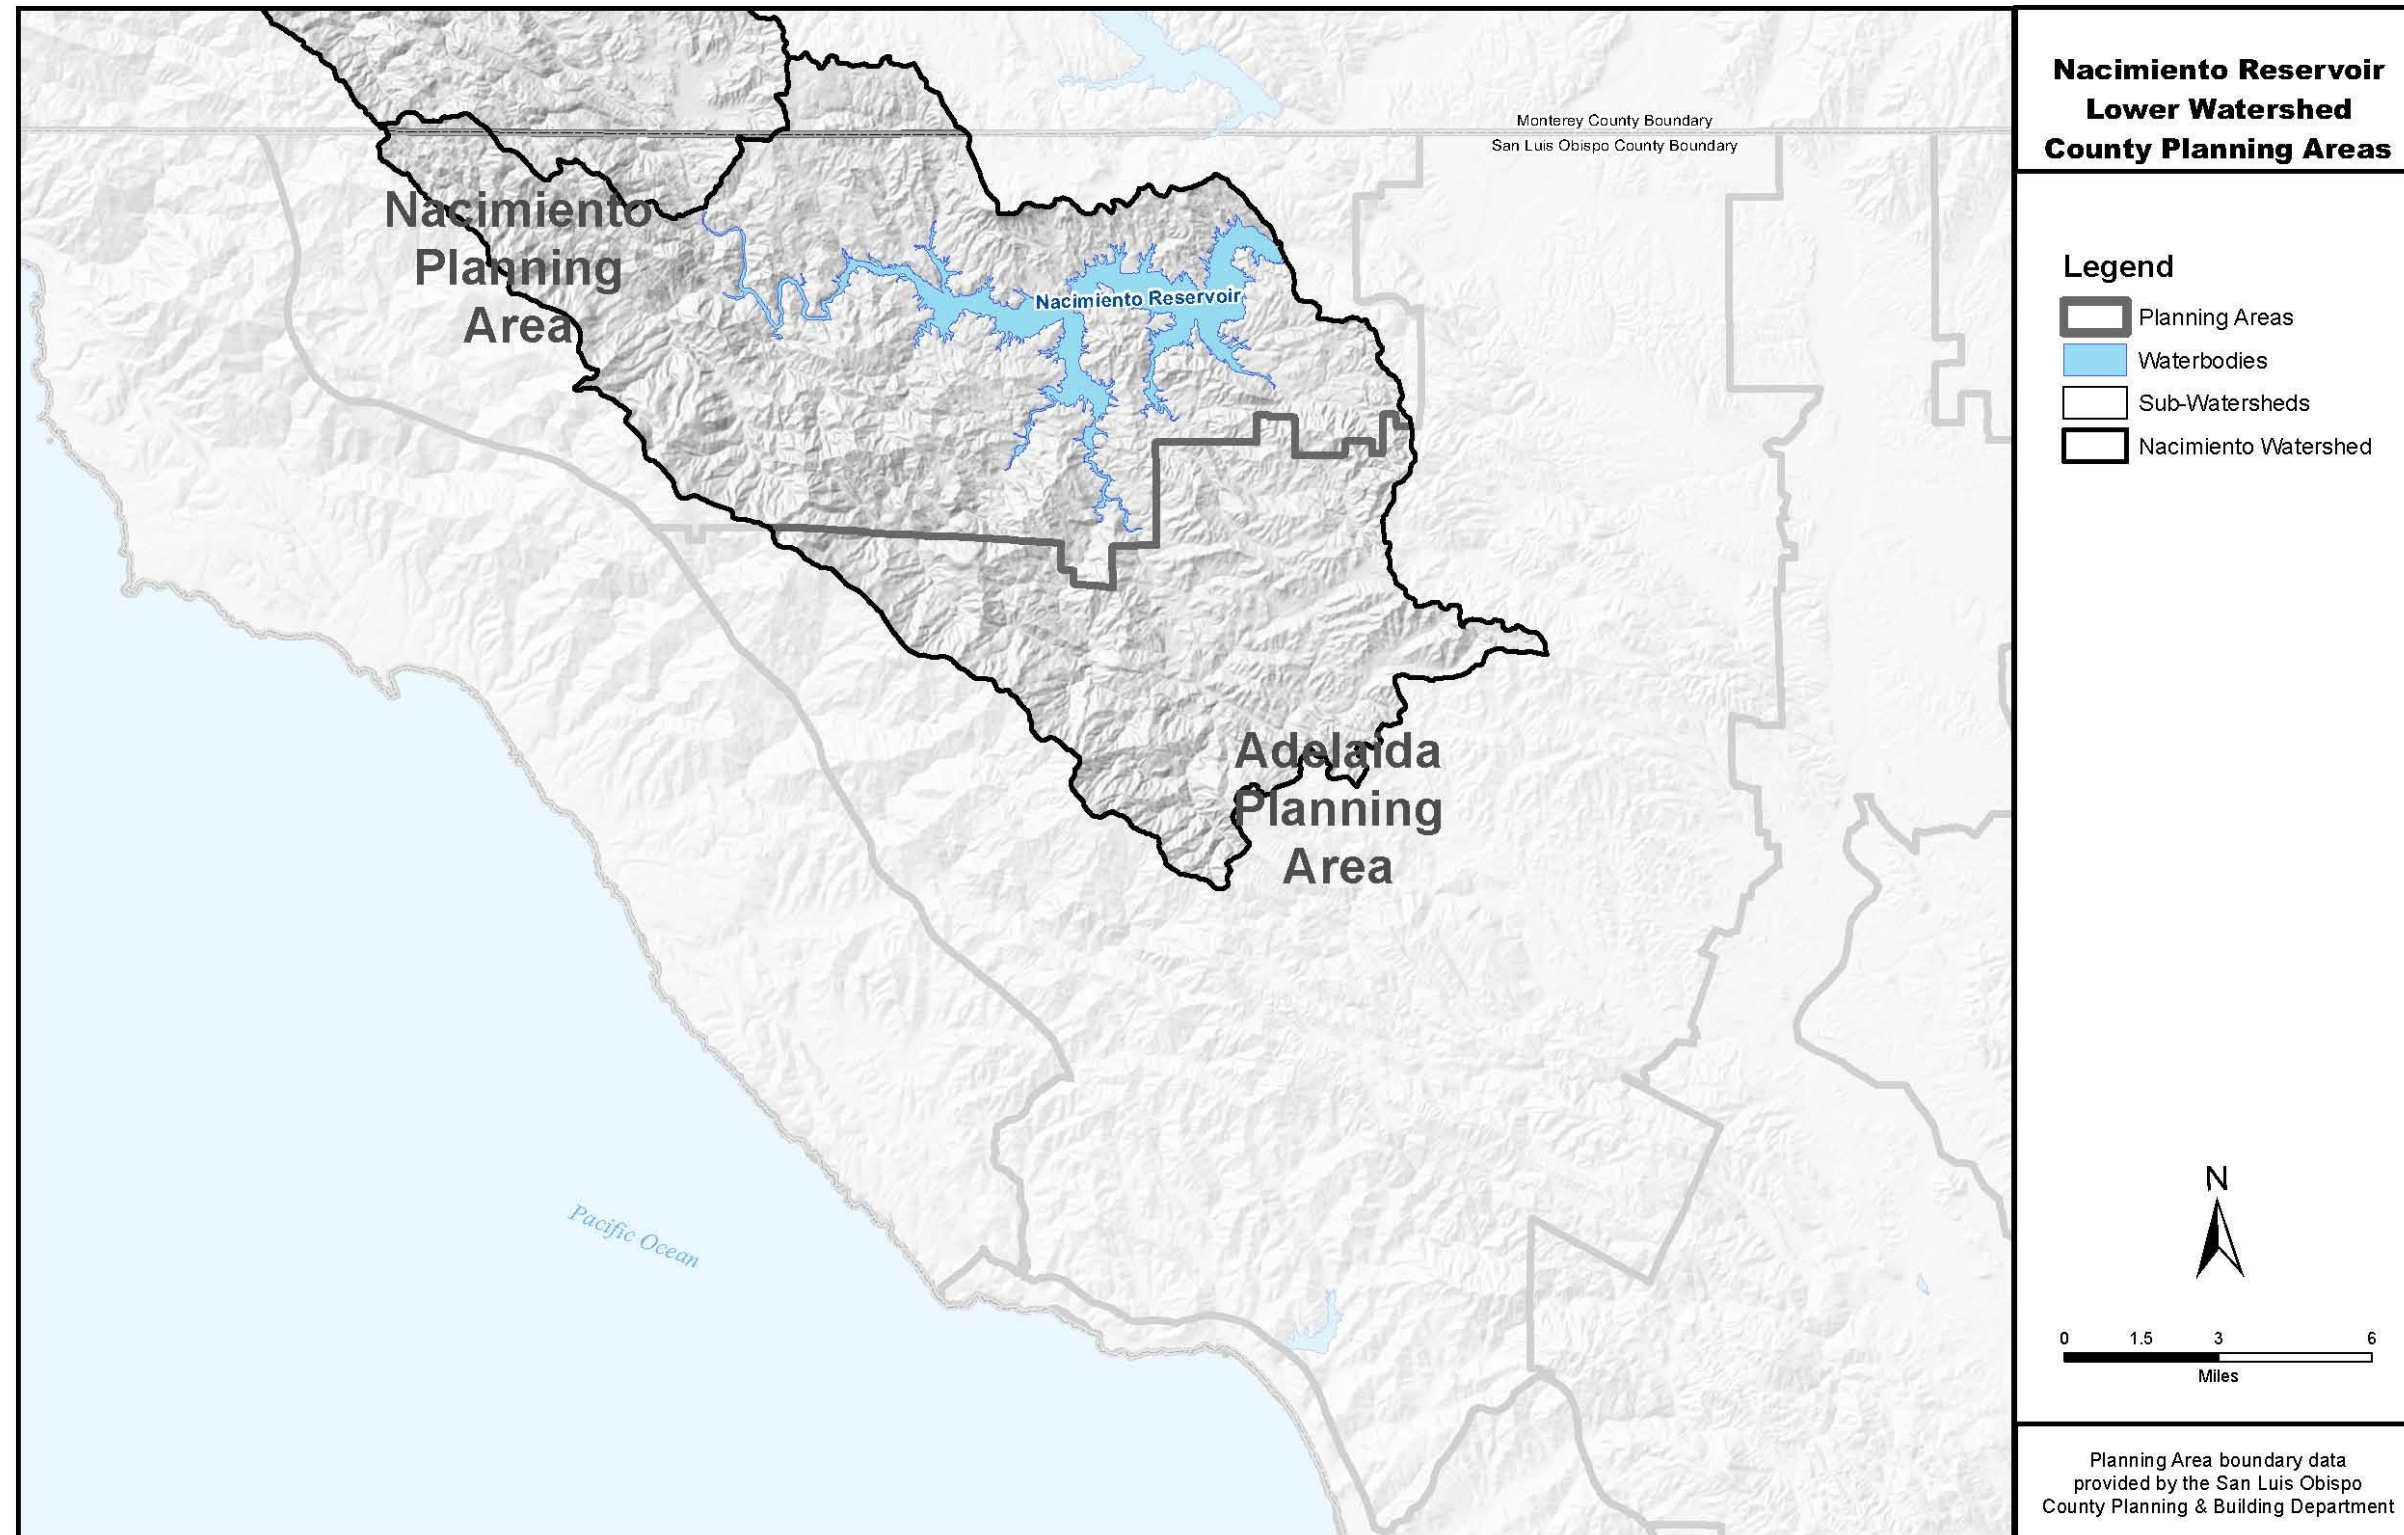 Nacimiento Reservoir
Lower Watershed
County Planning Areas
Monterey County Boundary
San Luis Obispo County Boundary
Nacimiento
Planning
Area
Nacimiento Reservoir
Adelaida
Planning
Area
Pacific Ocean
Legend
Planning Areas
Waterbodies
Sub-Watersheds
Nacimiento Watershed
N
0 1.5 3 6
Miles
Planning Area boundary data
provided by the San Luis Obispo
County Planning & Building Department